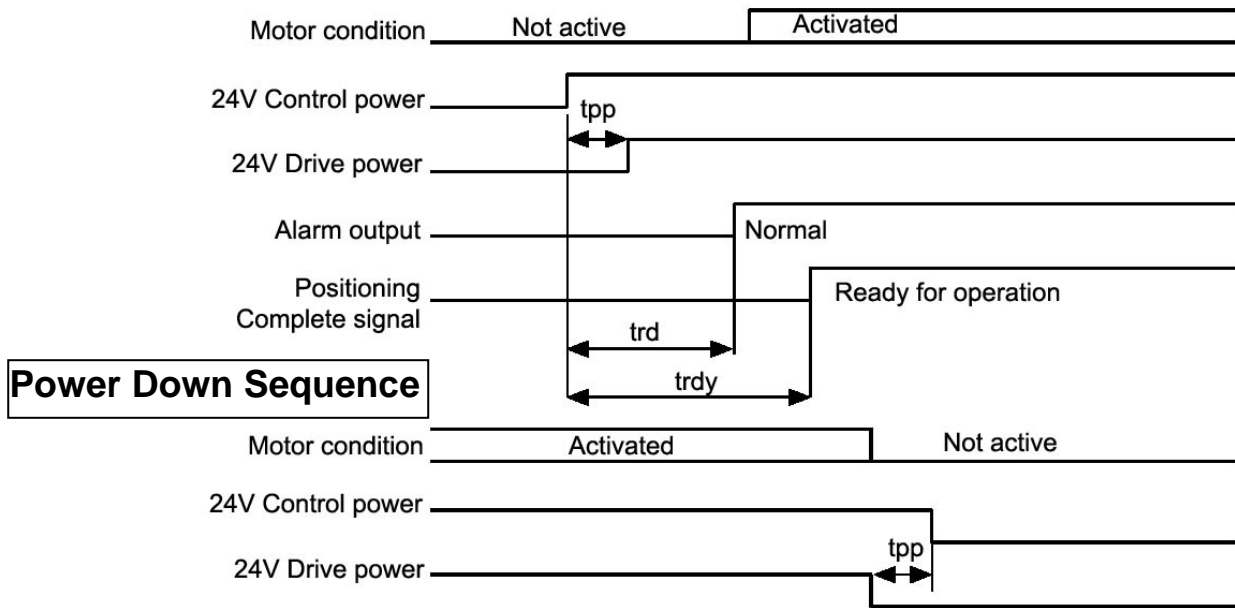 Motor condition Not active Activated
24V Control power
tpp
24V Drive power
Alarm output Normal
Positioning
Complete signal
Ready for operation
trd
trdy
Power Down Sequence
Motor condition Activated Not active
24V Control power
tpp
24V Drive power